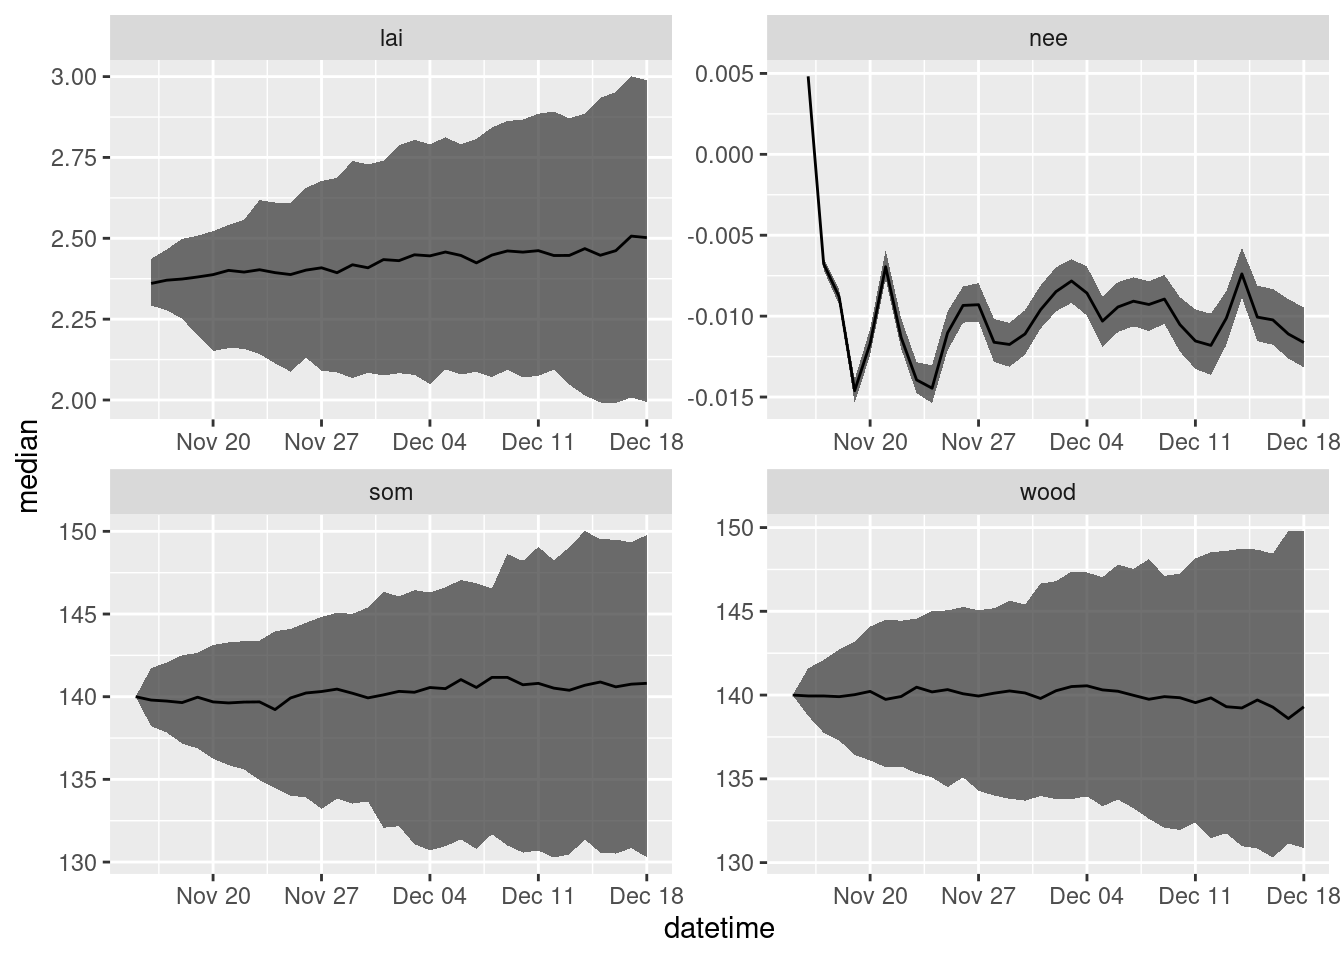 lai
nee
3.00
2.75
2.50
2.25
2.00
0.005
0.000
-0.005
-0.010
-0.015
Nov 20 Nov 27 Dec 04 Dec 11 Dec 18
Nov 20 Nov 27 Dec 04 Dec 11 Dec 18
median
som
wood
150
145
140
135
130
150
145
140
135
130
Nov 20 Nov 27 Dec 04 Dec 11 Dec 18
Nov 20 Nov 27 Dec 04 Dec 11 Dec 18
datetime